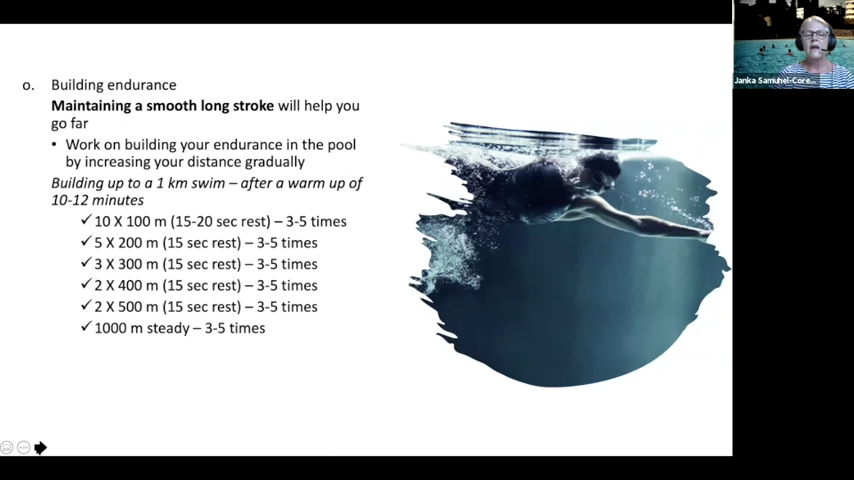 o. Building endurance
Maintaining a smooth long stroke will help you
go far
• Work on building your endurance in the pool
by increasing your distance gradually
Building up to a 1 km swim – after a warm up of
10-12 minutes
✓10 X 100 m (15-20 sec rest) – 3-5 times
✓5 X 200 m (15 sec rest) – 3-5 times
✓3 X 300 m (15 sec rest) – 3-5 times
✓2 X 400 m (15 sec rest) – 3-5 times
✓2 X 500 m (15 sec rest) – 3-5 times
✓1000 m steady – 3-5 times
Janka Samuhel-Core...